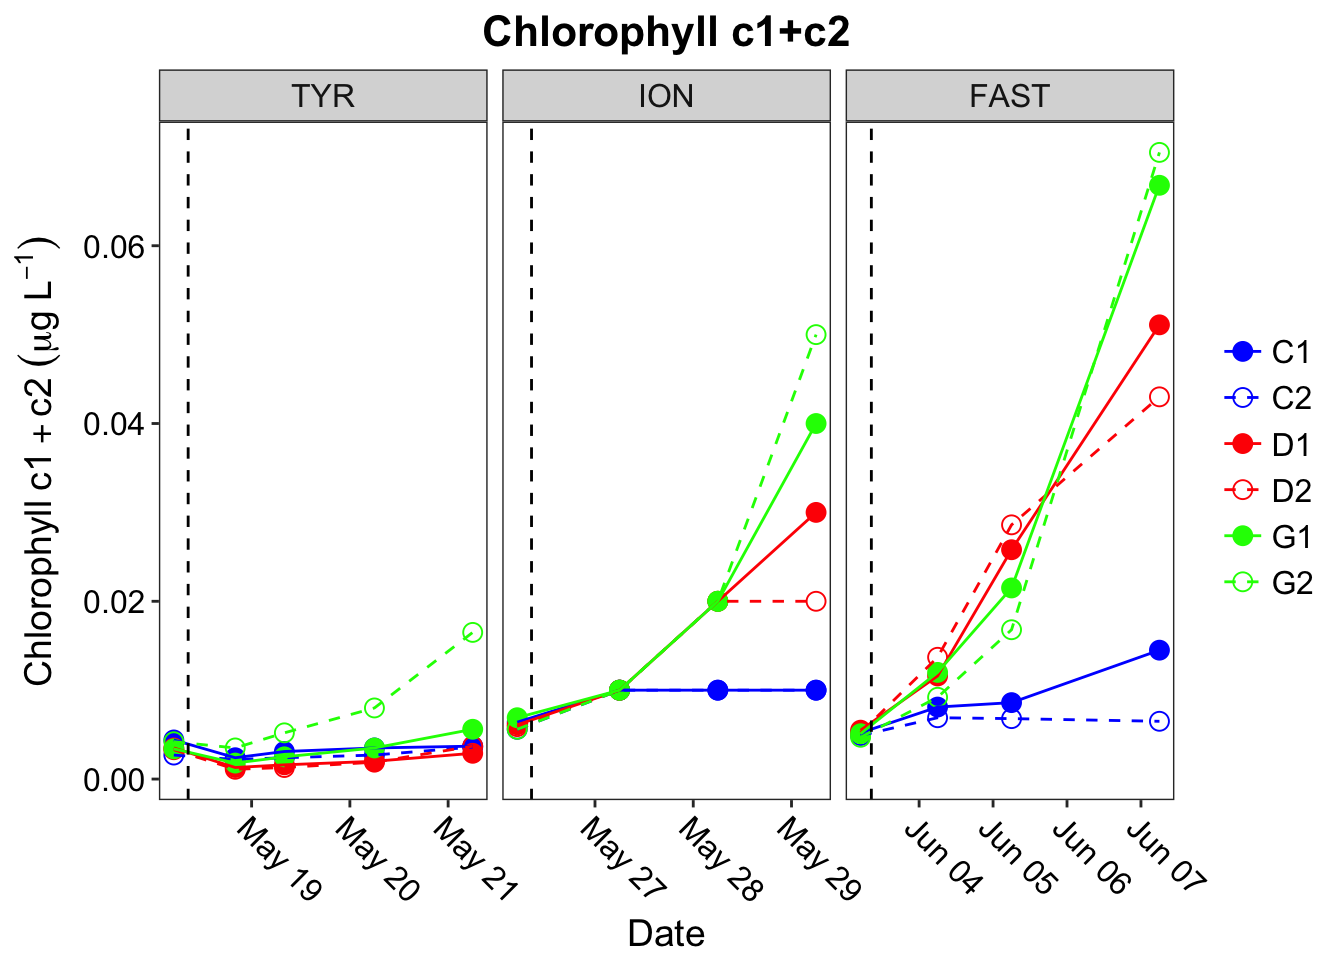 Chlorophyll c1+c2
TYR
ION
FAST
Chlorophyll c1 + c2 (μg L⁻¹)
0.06
0.04
0.02
0.00
May 19
May 20
May 21
May 27
May 28
May 29
Jun 04
Jun 05
Jun 06
Jun 07
Date
C1
C2
D1
D2
G1
G2